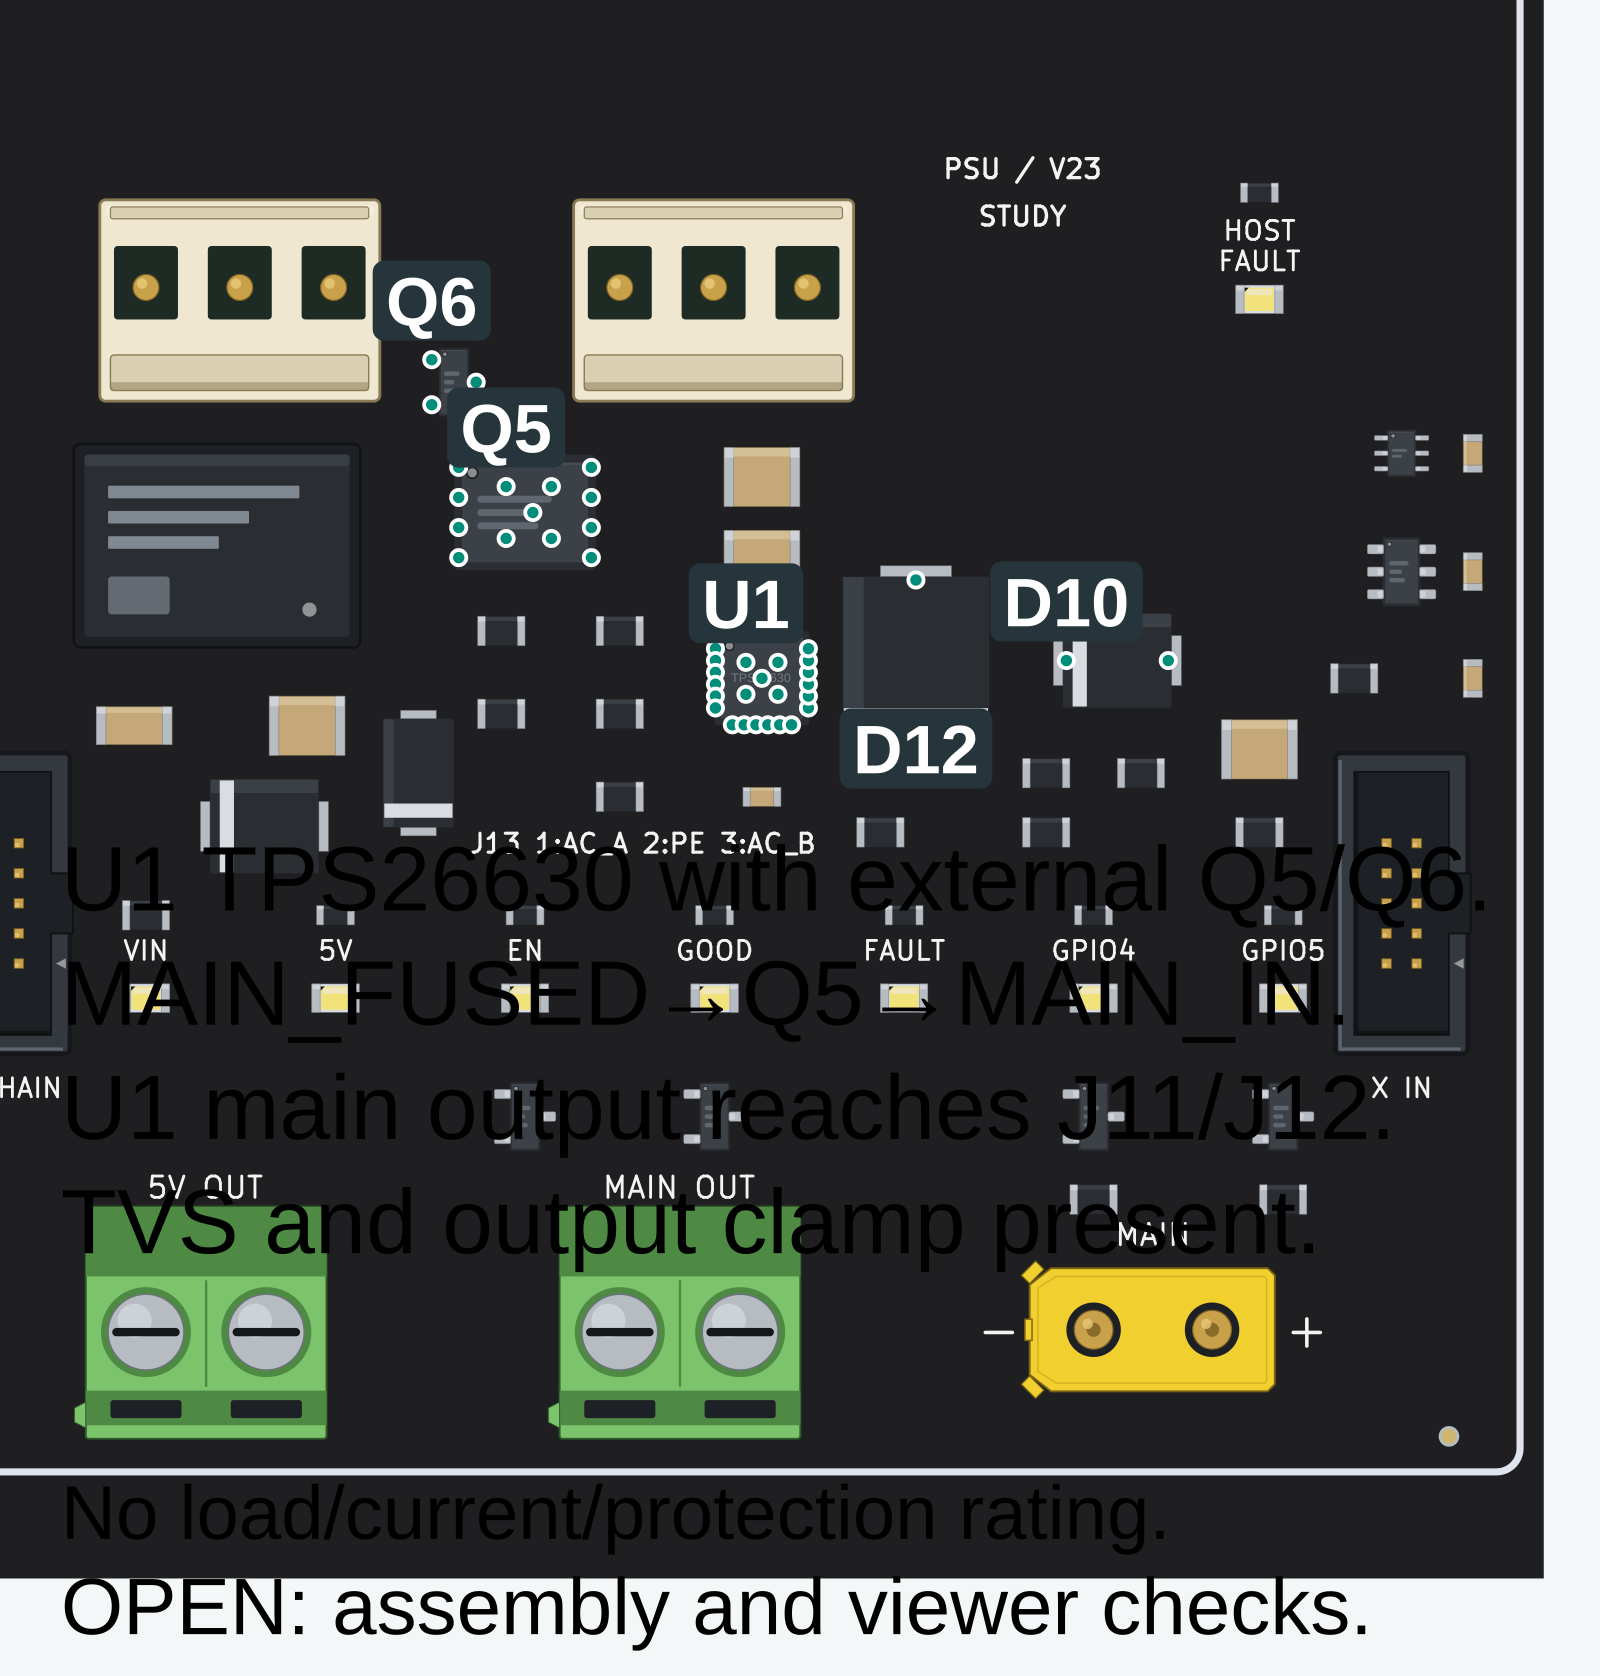 PSU / V23
STUDY
HOST
FAULT
Q6
Q5
U1
TPS26630
D10
D12
J13 1:AC_A 2:PE 3:AC_B
U1 TPS26630 with external Q5/Q6.
VIN
5V
EN
GOOD
FAULT
GPIO4
GPIO5
MAIN_FUSED→Q5→MAIN_IN.
HAIN
X IN
U1 main output reaches J11/J12.
5V OUT
MAIN OUT
TVS and output clamp present.
MAIN
− +
No load/current/protection rating.
OPEN: assembly and viewer checks.